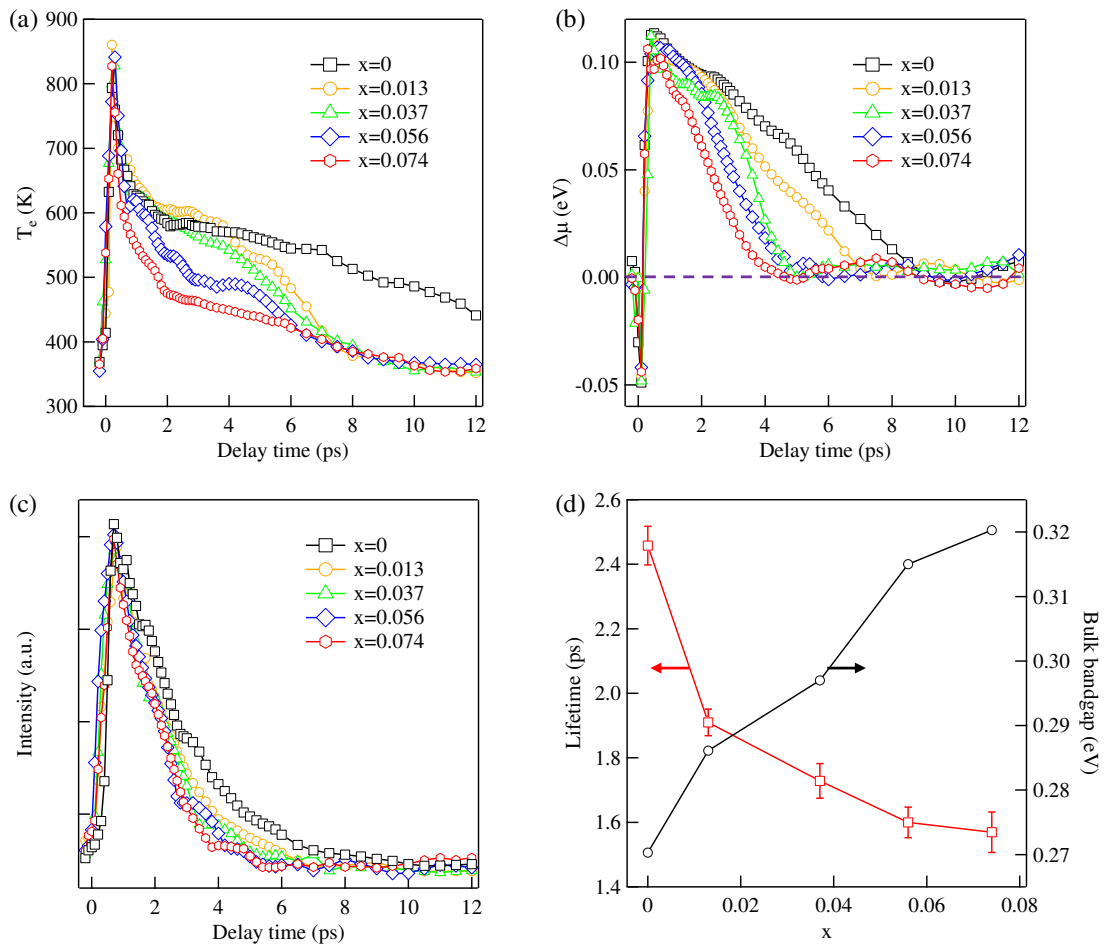 (a)
900
800
700
600
500
400
300
T_e (K)
0
2
4
6
8
10
12
Delay time (ps)
x=0
x=0.013
x=0.037
x=0.056
x=0.074
(b)
0.10
0.05
0.00
-0.05
Δμ (eV)
0
2
4
6
8
10
12
Delay time (ps)
x=0
x=0.013
x=0.037
x=0.056
x=0.074
(c)
Intensity (a.u.)
0
2
4
6
8
10
12
Delay time (ps)
x=0
x=0.013
x=0.037
x=0.056
x=0.074
(d)
2.6
2.4
2.2
2.0
1.8
1.6
1.4
Lifetime (ps)
0
0.02
0.04
0.06
0.08
x
0.32
0.31
0.30
0.29
0.28
0.27
Bulk bandgap (eV)